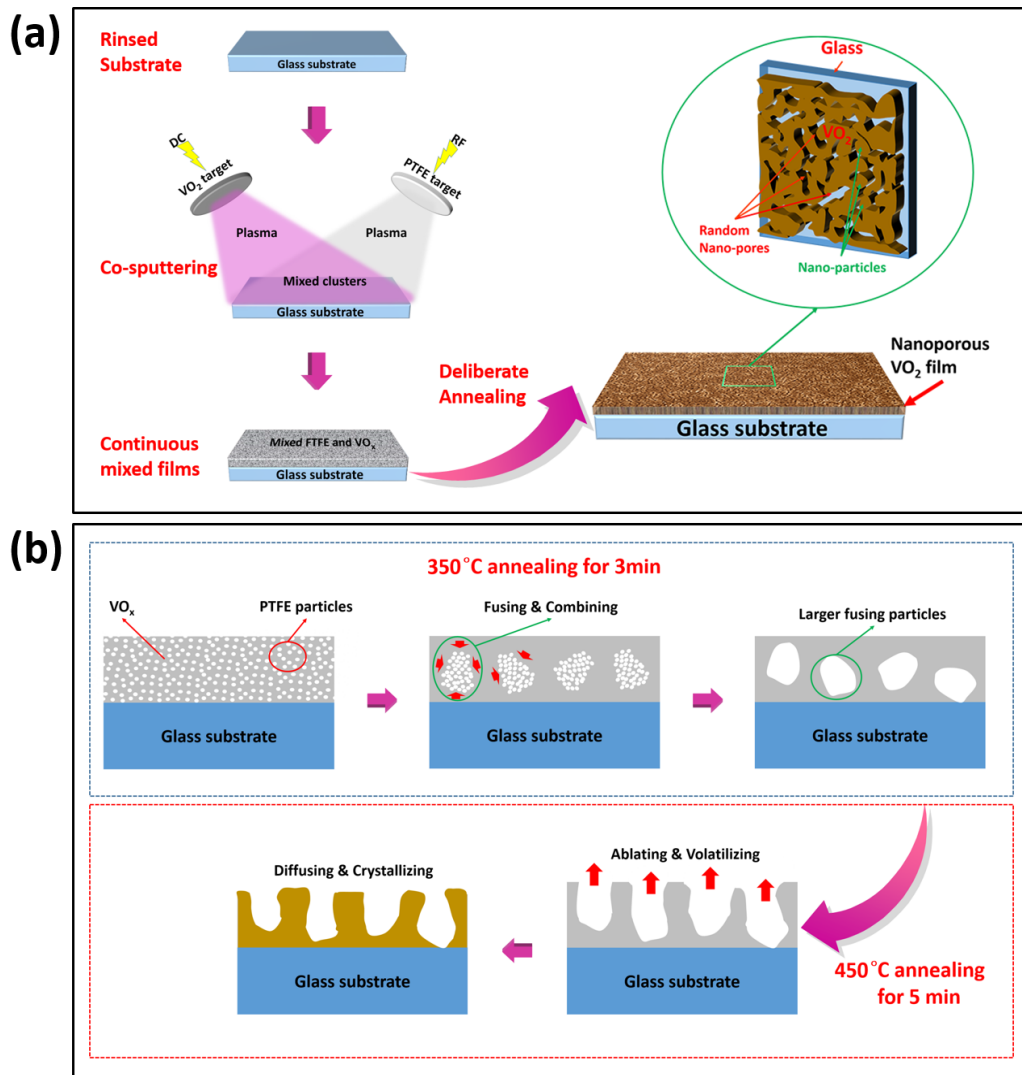 (a)
Rinsed
Substrate
Glass substrate
DC
VO₂ target
RF
PTFE target
Plasma
Plasma
Co-sputtering
Mixed clusters
Glass substrate
Continuous
mixed films
Mixed FTFE and VOₓ
Glass substrate
Deliberate
Annealing
Glass
VO₂
Random
Nano-pores
Nano-particles
Nanoporous
VO₂ film
Glass substrate
(b)
350°C annealing for 3min
VOₓ
PTFE particles
Glass substrate
Fusing & Combining
Glass substrate
Larger fusing particles
Glass substrate
Diffusing & Crystallizing
Glass substrate
Ablating & Volatilizing
Glass substrate
450°C annealing
for 5 min